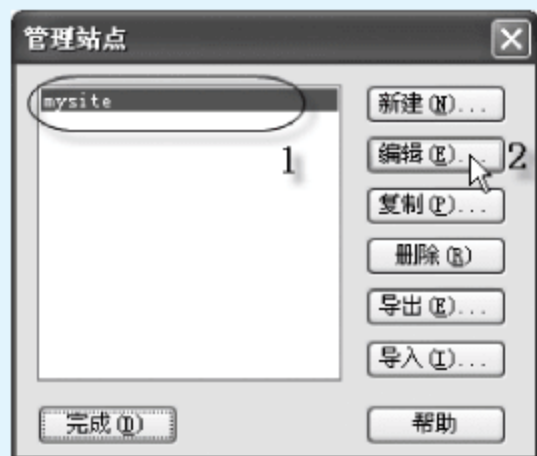 管理站点
mysite
1
新建(N)...
编辑(E)...
2
复制(P)...
删除(R)
导出(E)...
导入(I)...
完成(D)
帮助